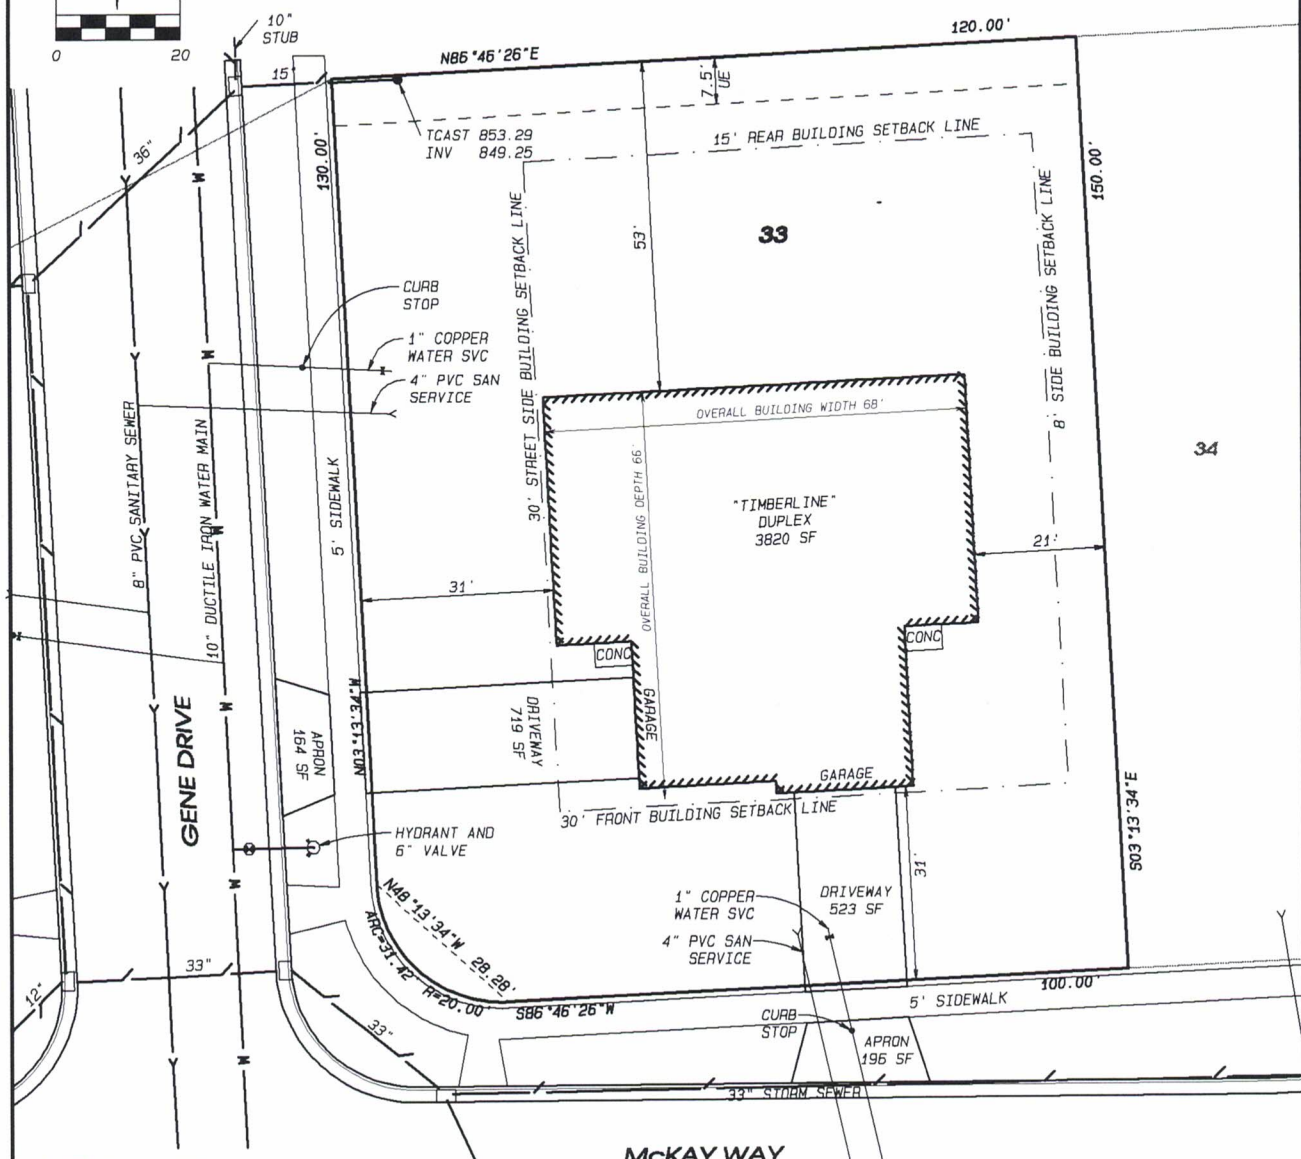 0 20
10"
STUB
15'
N86°46'26"E
120.00'
7.5'
UE
TCAST 853.29
INV 849.25
15' REAR BUILDING SETBACK LINE
36"
130.00'
150.00'
33
53'
30' STREET SIDE BUILDING SETBACK LINE
8' SIDE BUILDING SETBACK LINE
CURB
STOP
1" COPPER
WATER SVC
4" PVC SAN
SERVICE
OVERALL BUILDING WIDTH 68'
34
8" PVC SANITARY SEWER
10" DUCTILE IRON WATER MAIN
5' SIDEWALK
OVERALL BUILDING DEPTH 66'
"TIMBERLINE"
DUPLEX
3820 SF
21'
31'
CONC
CONC
GARAGE
DRIVEWAY
719 SF
APRON
164 SF
N03°13'34"W
GENE DRIVE
GARAGE
30' FRONT BUILDING SETBACK LINE
HYDRANT AND
6" VALVE
S03°13'34"E
31'
1" COPPER
WATER SVC
DRIVEWAY
523 SF
4" PVC SAN
SERVICE
N48°13'34"W 28.28'
ARC=31.42' R=20.00'
33"
12"
S86°46'26"W
100.00'
5' SIDEWALK
CURB
STOP
APRON
196 SF
33"
33" STORM SEWER
McKAY WAY